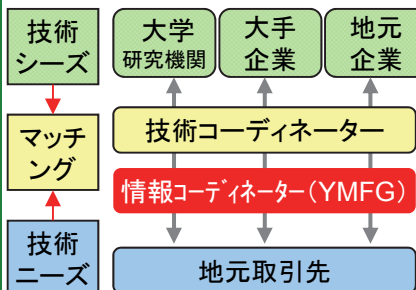 技術
シーズ
大学
研究機関
大手
企業
地元
企業
マッチ
ング
技術コーディネーター
情報コーディネーター(YMFG)
技術
ニーズ
地元取引先